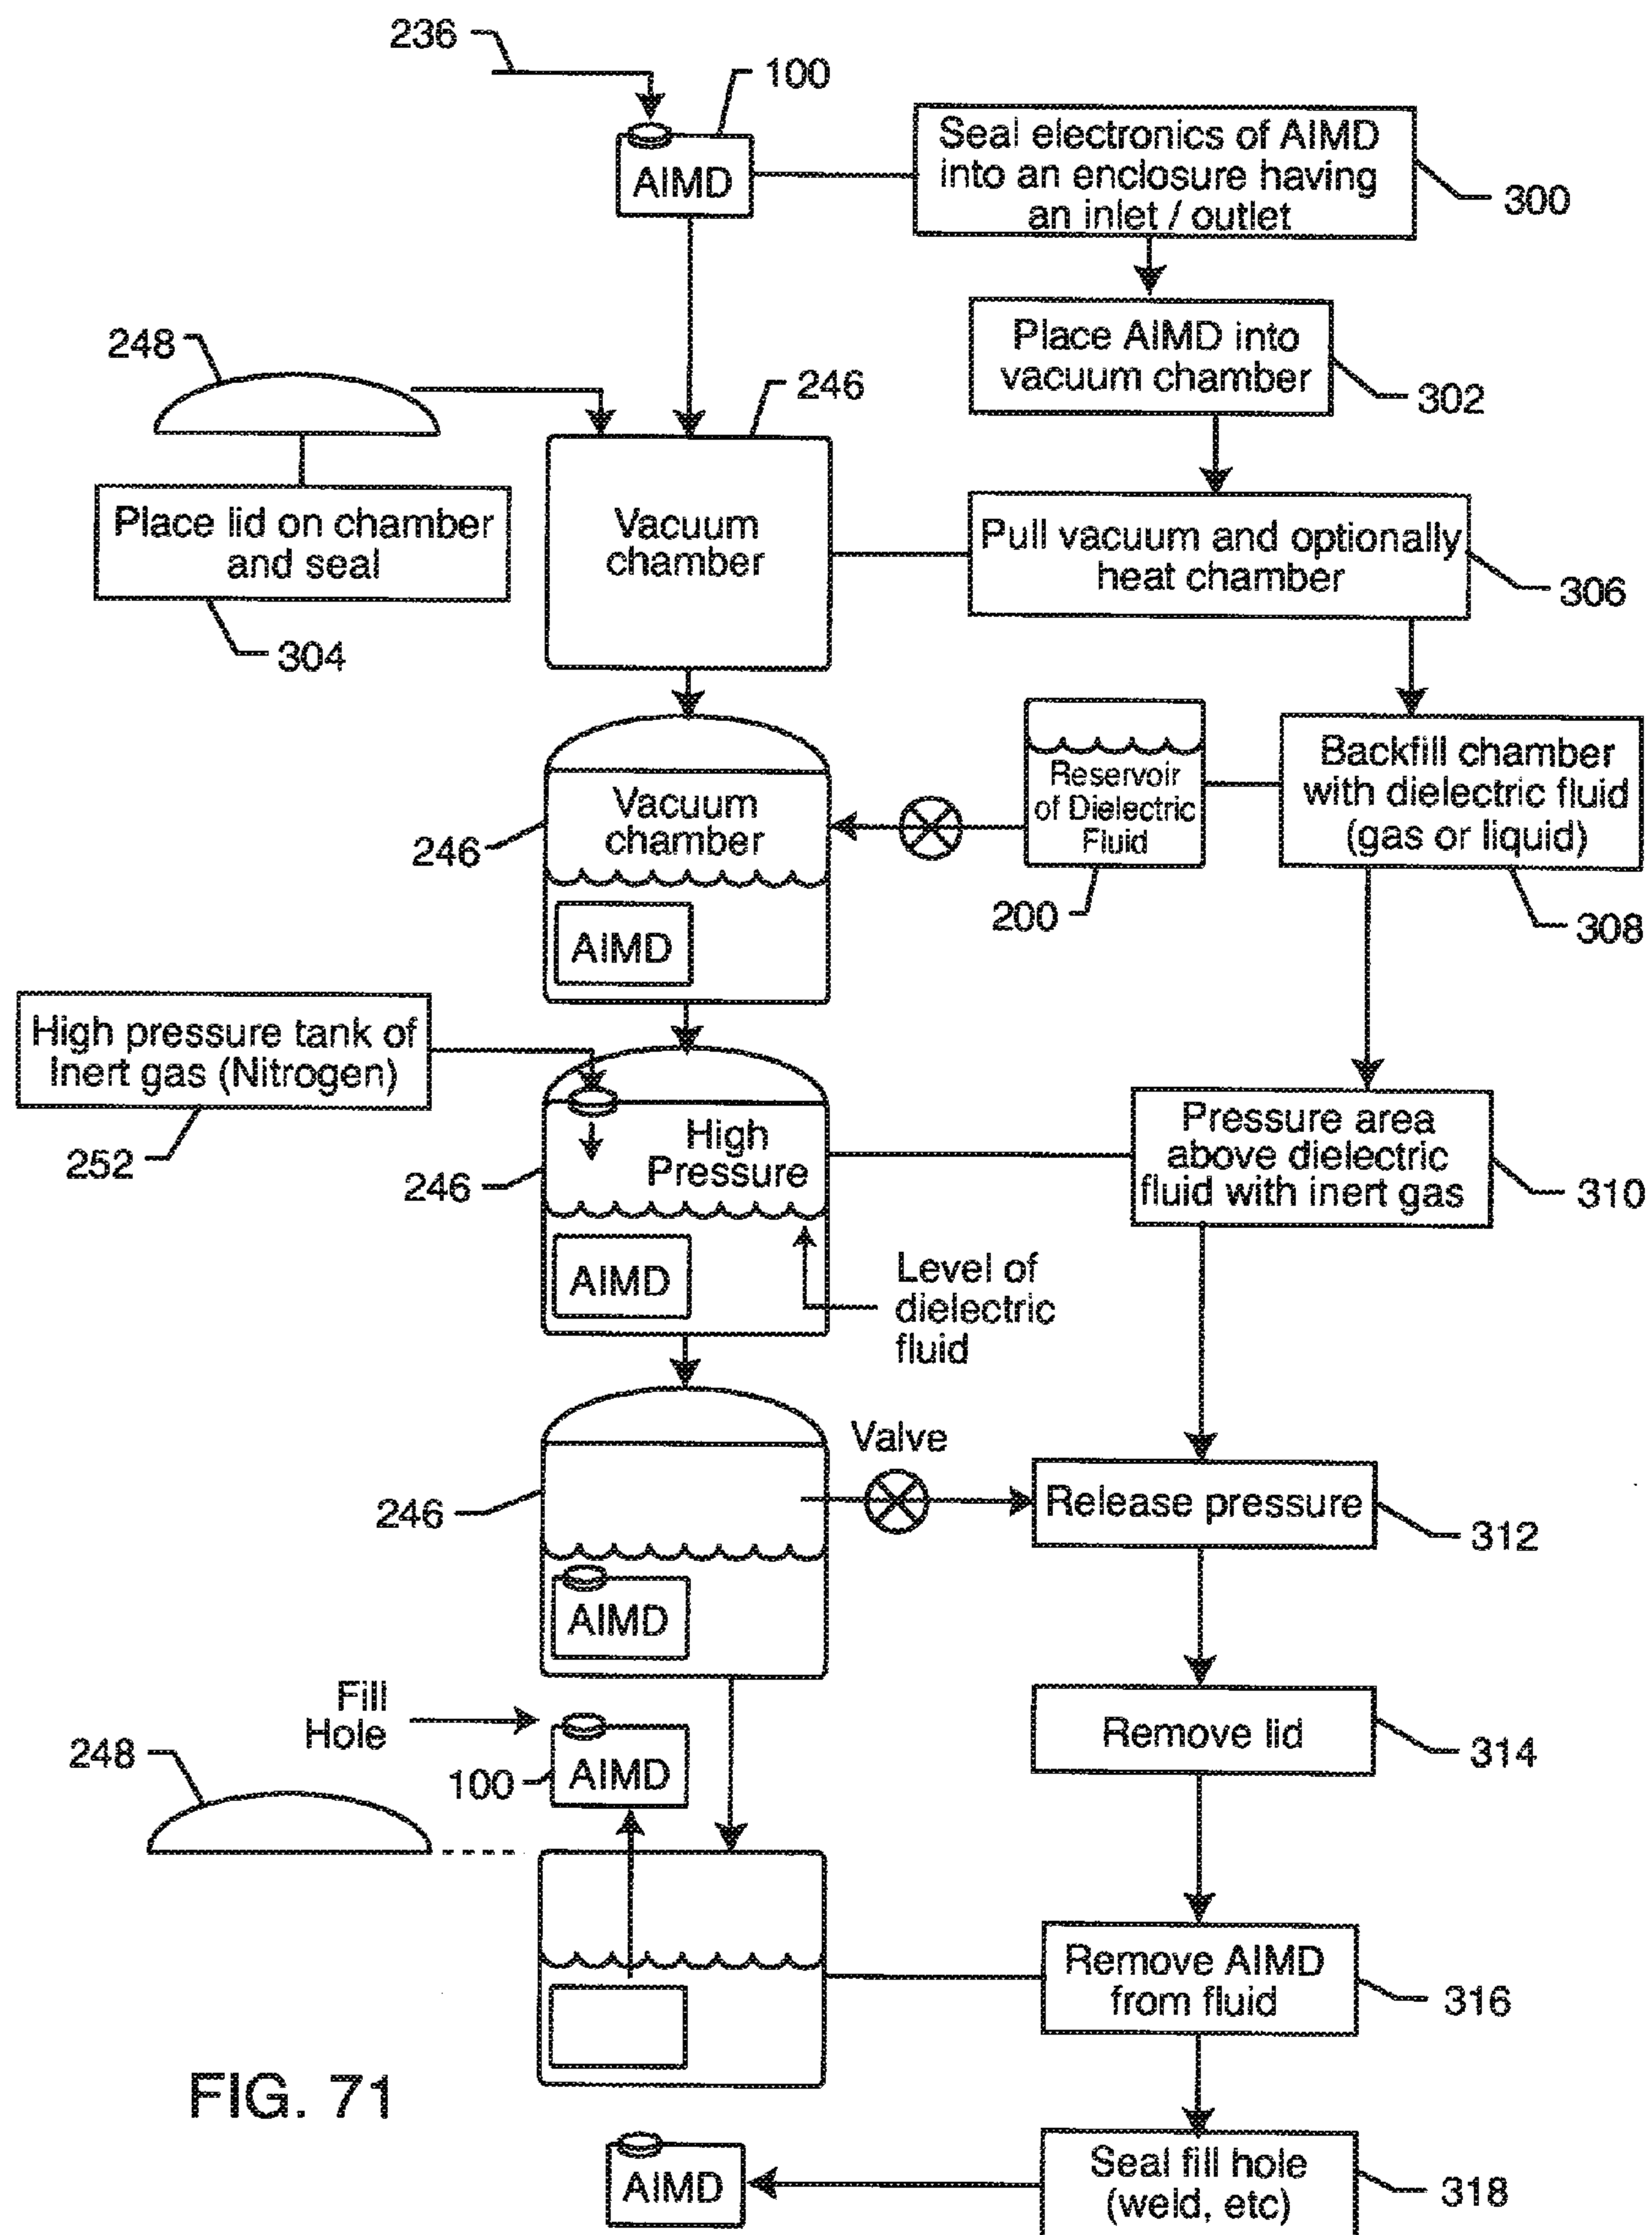 236
100
AIMD
Seal electronics of AIMD
into an enclosure having
an inlet / outlet
300
Place AIMD into
vacuum chamber
302
248
246
Place lid on chamber
and seal
304
Vacuum
chamber
Pull vacuum and optionally
heat chamber
306
Vacuum
chamber
246
AIMD
Reservoir
of Dielectric
Fluid
200
Backfill chamber
with dielectric fluid
(gas or liquid)
308
High pressure tank of
Inert gas (Nitrogen)
252
High
Pressure
246
AIMD
Level of
dielectric
fluid
Pressure area
above dielectric
fluid with inert gas
310
Valve
246
AIMD
Release pressure
312
Fill
Hole
248
100
AIMD
Remove lid
314
Remove AIMD
from fluid
316
FIG. 71
AIMD
Seal fill hole
(weld, etc)
318